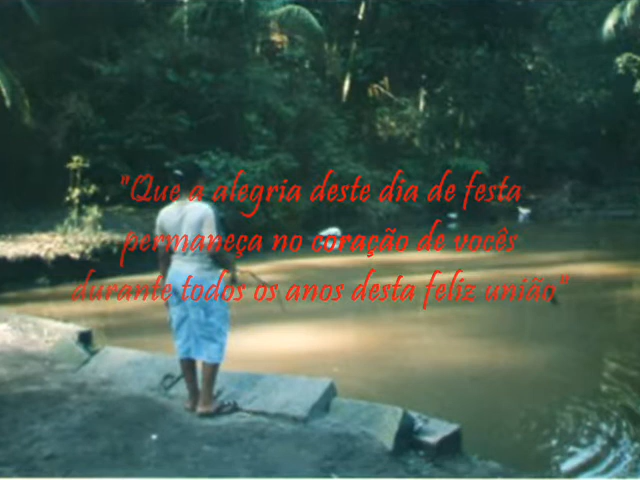 "Que a alegria deste dia de festa
permaneça no coração de vocês
durante todos os anos desta feliz união"